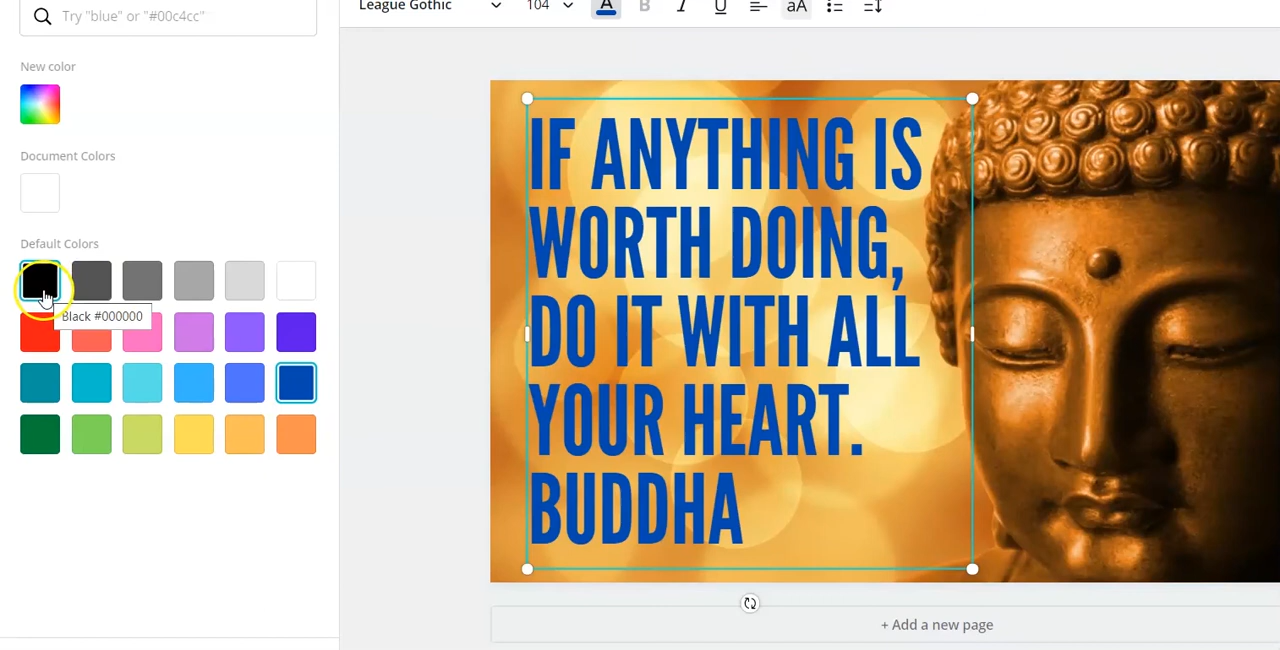 League Gothic 104 A B I U aA
Try "blue" or "#00c4cc"
New color
Document Colors
Default Colors
Black #000000
IF ANYTHING IS
WORTH DOING,
DO IT WITH ALL
YOUR HEART.
BUDDHA
+ Add a new page